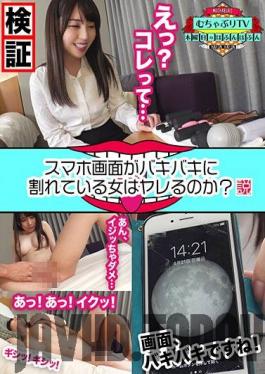 検証
えっ?
コレって…
むちゃぶりTV
スマホ画面がバキバキに
割れている女はヤレるのか?説
あん、
イジッちゃダメ…
あっ!あっ!イクッ!
ギシッ!ギシッ!
14:21
画面、
バキバキですね!